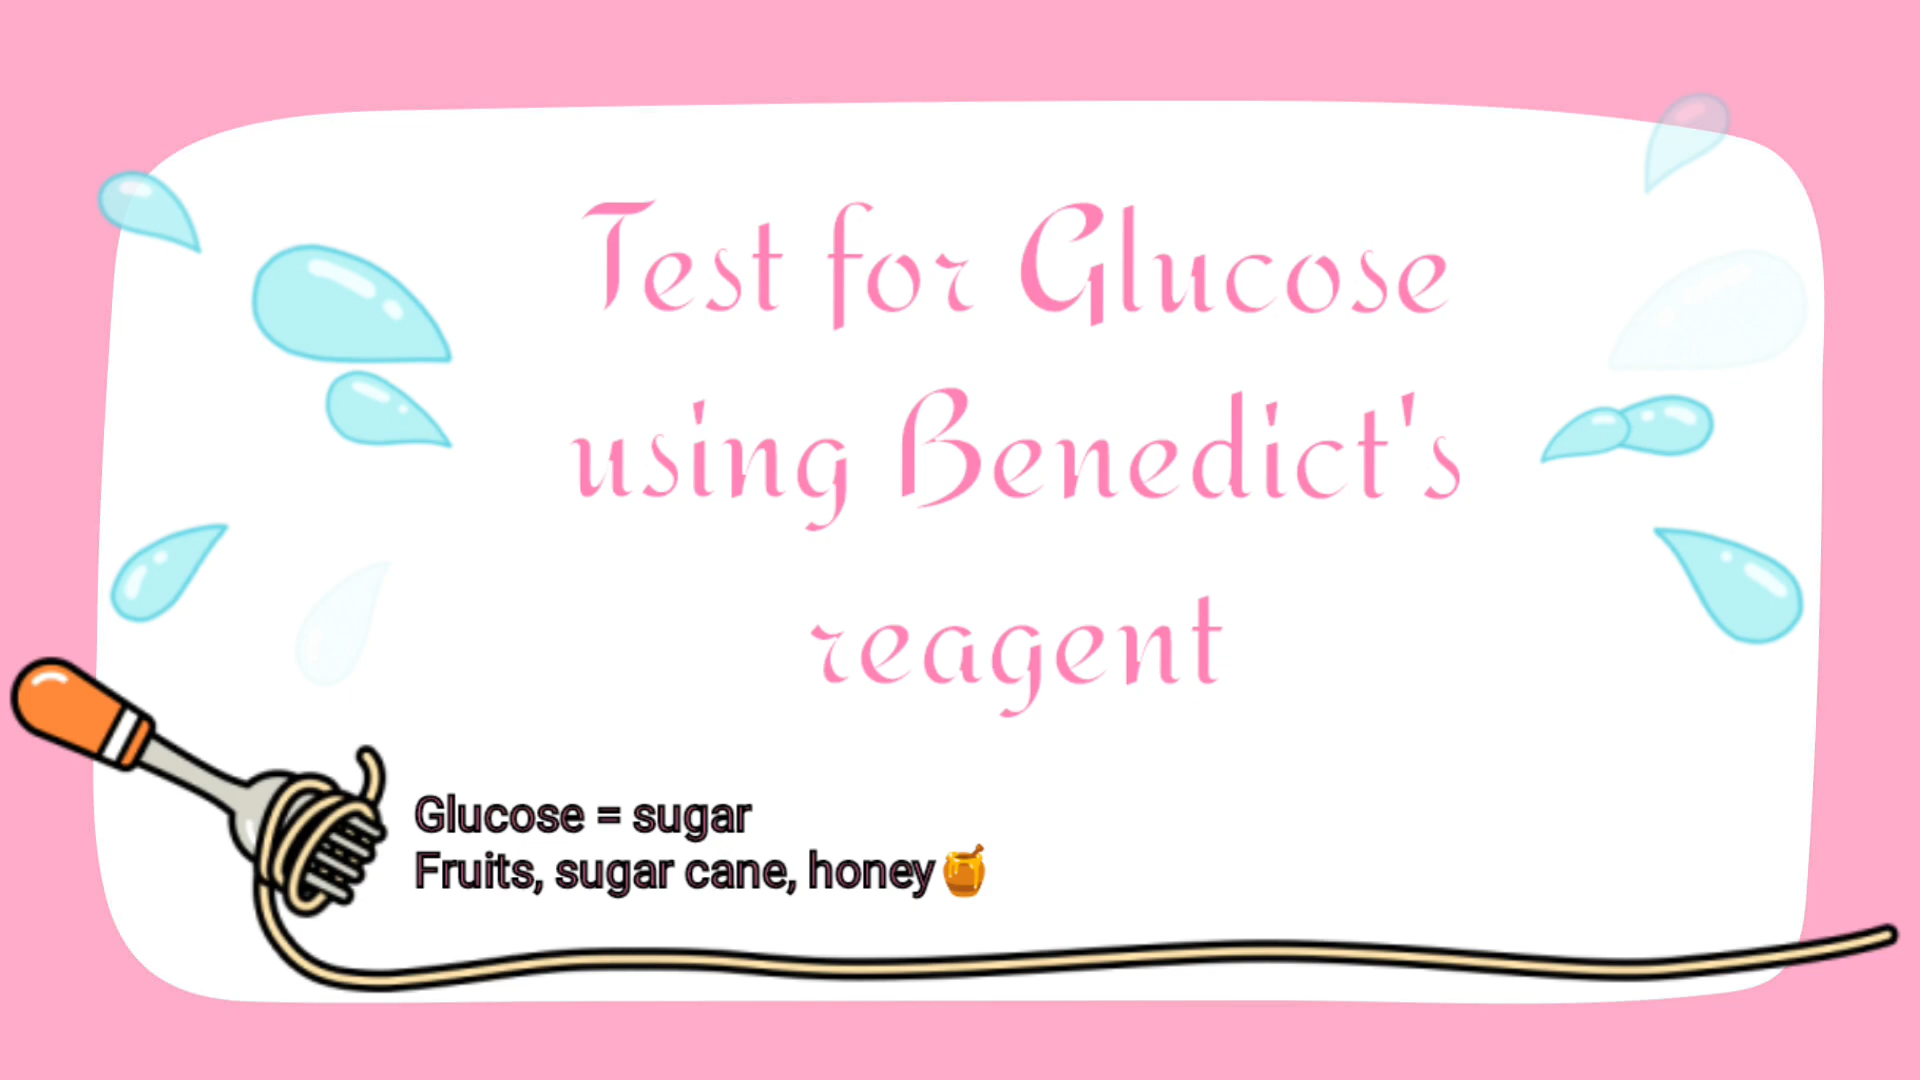 Test for Glucose
using Benedict's
reagent
Glucose = sugar
Fruits, sugar cane, honey🍯